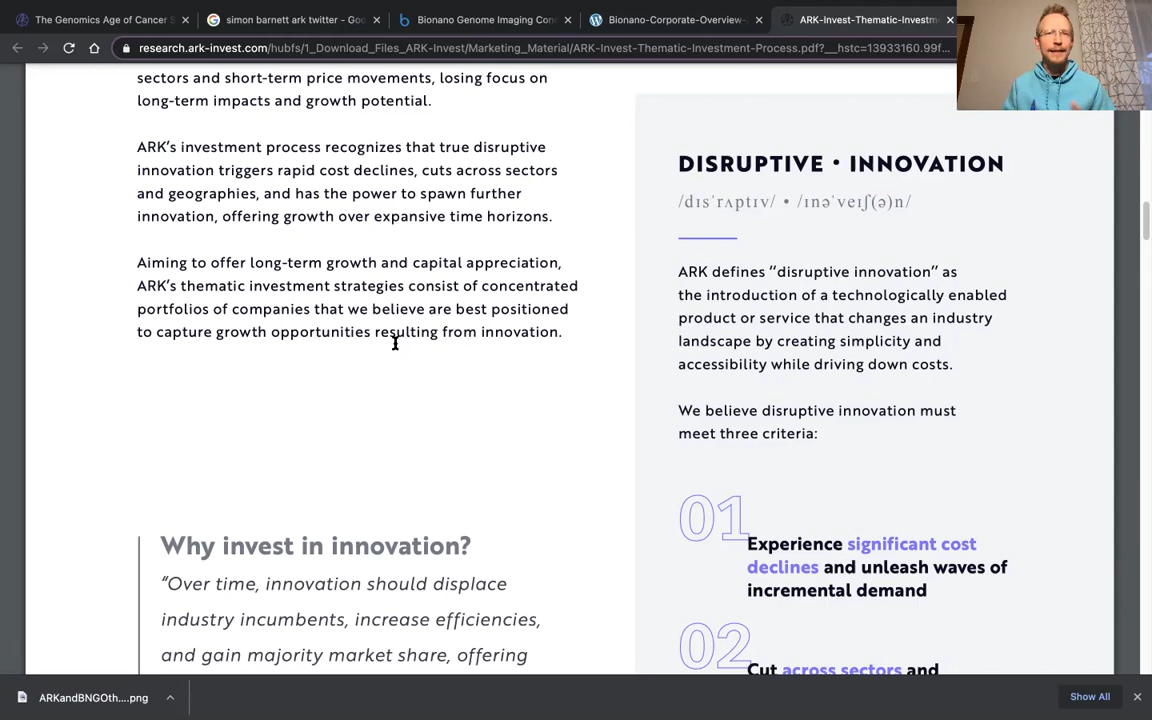 The Genomics Age of Cancer S
simon barnett ark twitter - Goo
Bionano Genome Imaging Con
Bionano-Corporate-Overview-
ARK-Invest-Thematic-Investm
research.ark-invest.com/hubfs/1_Download_Files_ARK-Invest/Marketing_Material/ARK-Invest-Thematic-Investment-Process.pdf?__hstc=13933160.99f...
sectors and short-term price movements, losing focus on
long-term impacts and growth potential.
ARK's investment process recognizes that true disruptive
innovation triggers rapid cost declines, cuts across sectors
and geographies, and has the power to spawn further
innovation, offering growth over expansive time horizons.
Aiming to offer long-term growth and capital appreciation,
ARK's thematic investment strategies consist of concentrated
portfolios of companies that we believe are best positioned
to capture growth opportunities resulting from innovation.
Why invest in innovation?
"Over time, innovation should displace
industry incumbents, increase efficiencies,
and gain majority market share, offering
DISRUPTIVE • INNOVATION
/dɪsˈrʌptɪv/ • /ɪnəˈveɪʃ(ə)n/
ARK defines "disruptive innovation" as
the introduction of a technologically enabled
product or service that changes an industry
landscape by creating simplicity and
accessibility while driving down costs.
We believe disruptive innovation must
meet three criteria:
01
Experience significant cost
declines and unleash waves of
incremental demand
02
Cut across sectors and
ARKandBNGOth....png
Show All